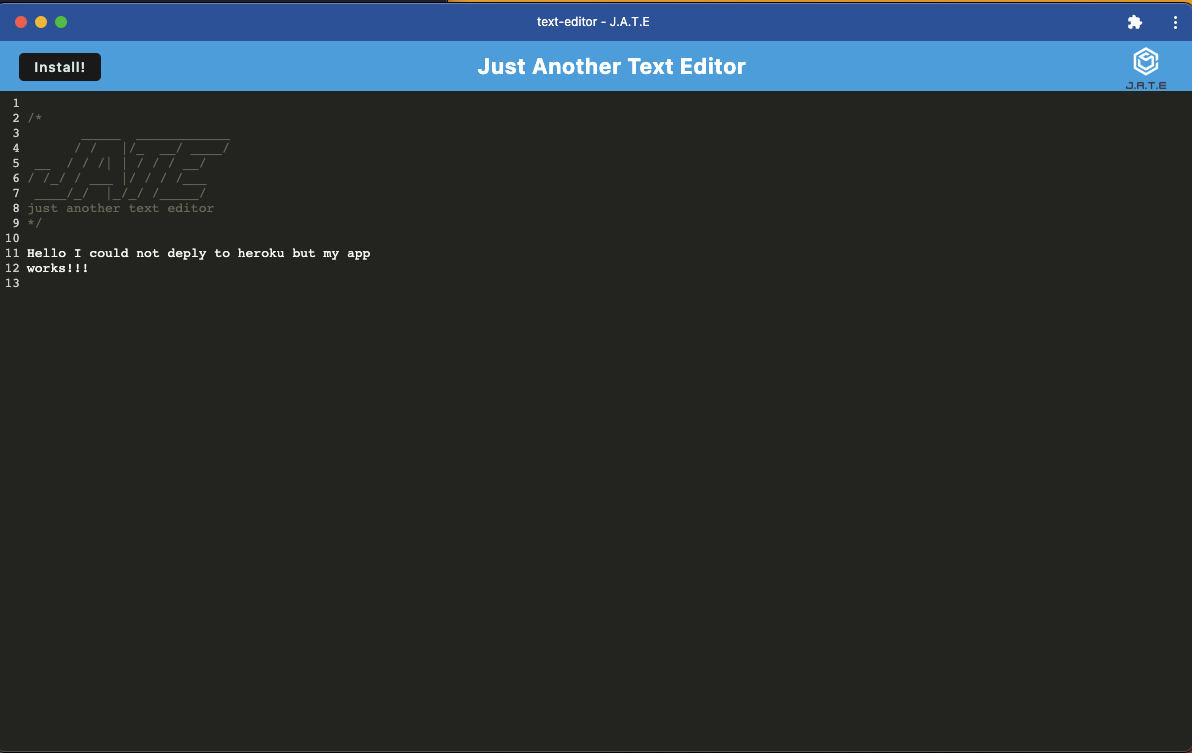 text-editor - J.A.T.E
Install!
Just Another Text Editor
J.A.T.E
1
2 /*
3        _____  ____________
4       / /   |/_  __/ ____/
5  __  / / /| | / / / __/
6 / /_/ / ___ |/ / / /___
7  ____/_/  |_/_/ /_____/
8 just another text editor
9 */
10
11 Hello I could not deply to heroku but my app
12 works!!!
13